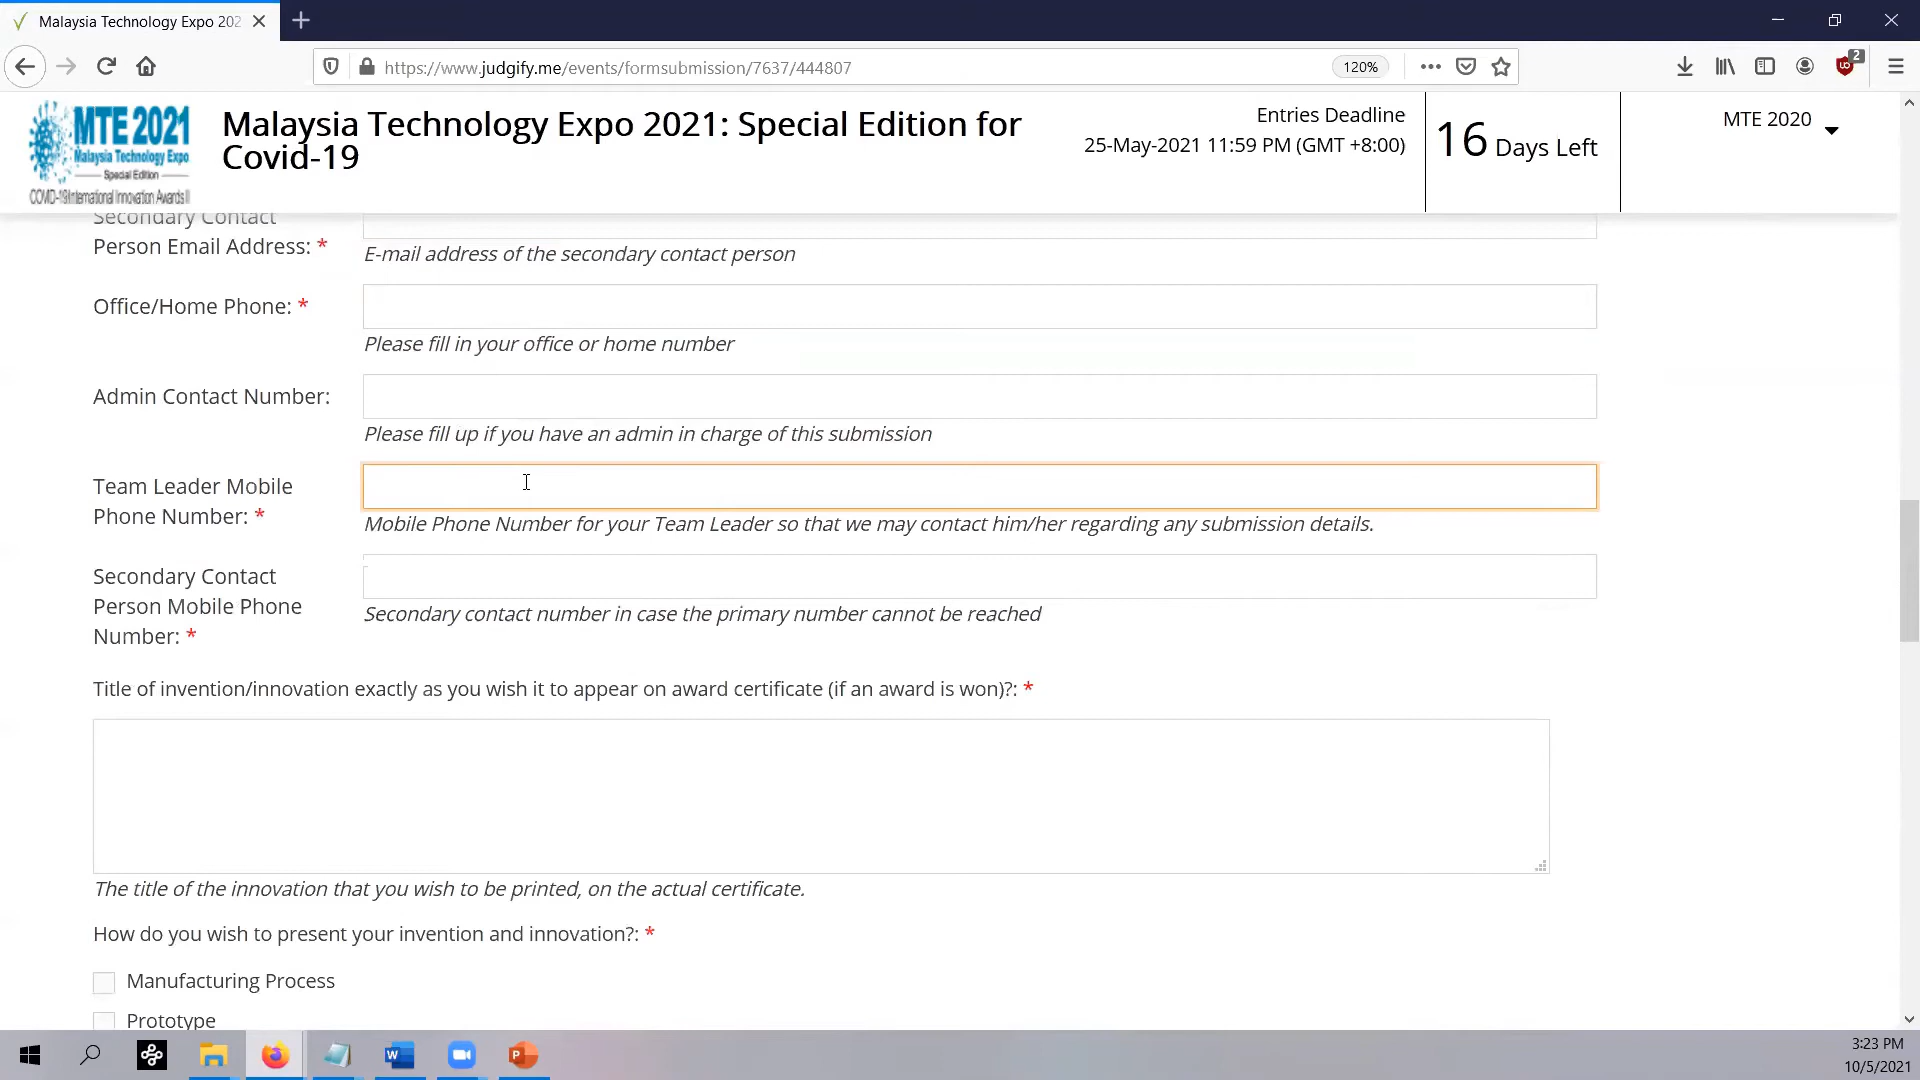 Malaysia Technology Expo 202
https://www.judgify.me/events/formsubmission/7637/444807
120%
2
MTE 2021
Malaysia Technology Expo
Special Edition
COVID-19 International Innovation Awards II
Malaysia Technology Expo 2021: Special Edition for
Covid-19
Entries Deadline
25-May-2021 11:59 PM (GMT +8:00)
16 Days Left
MTE 2020
Secondary Contact
Person Email Address: *
E-mail address of the secondary contact person
Office/Home Phone: *
Please fill in your office or home number
Admin Contact Number:
Please fill up if you have an admin in charge of this submission
Team Leader Mobile
Phone Number: *
Mobile Phone Number for your Team Leader so that we may contact him/her regarding any submission details.
Secondary Contact
Person Mobile Phone
Number: *
Secondary contact number in case the primary number cannot be reached
Title of invention/innovation exactly as you wish it to appear on award certificate (if an award is won)?: *
The title of the innovation that you wish to be printed, on the actual certificate.
How do you wish to present your invention and innovation?: *
Manufacturing Process
Prototype
3:23 PM
10/5/2021